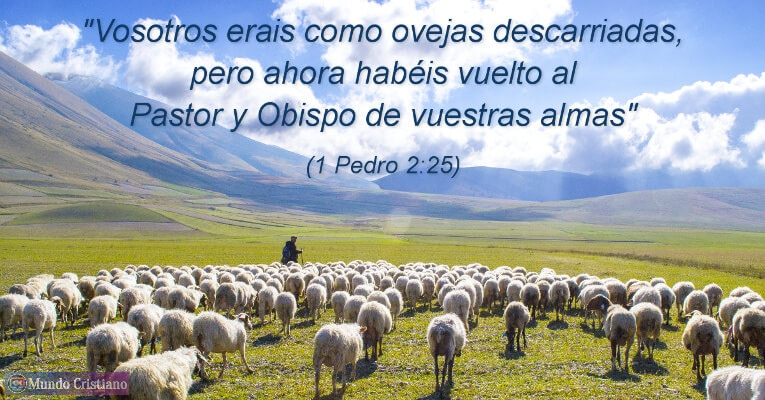 "Vosotros erais como ovejas descarriadas,
pero ahora habéis vuelto al
Pastor y Obispo de vuestras almas"
(1 Pedro 2:25)
Mundo Cristiano